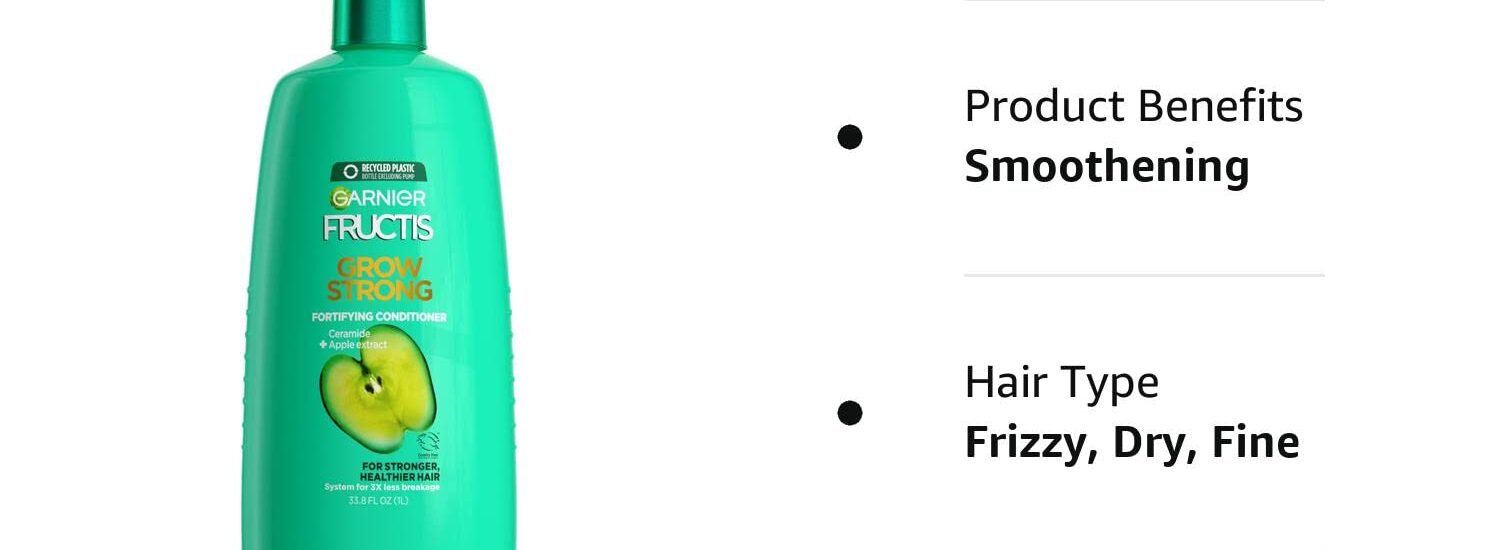 RECYCLED PLASTIC
BOTTLE EXCLUDING PUMP
GARNIER
FRUCTIS
GROW
STRONG
FORTIFYING CONDITIONER
Ceramide
+ Apple extract
FOR STRONGER,
HEALTHIER HAIR
System for 3X less breakage
33.8 FL OZ (1L)
Product Benefits
Smoothening
Hair Type
Frizzy, Dry, Fine